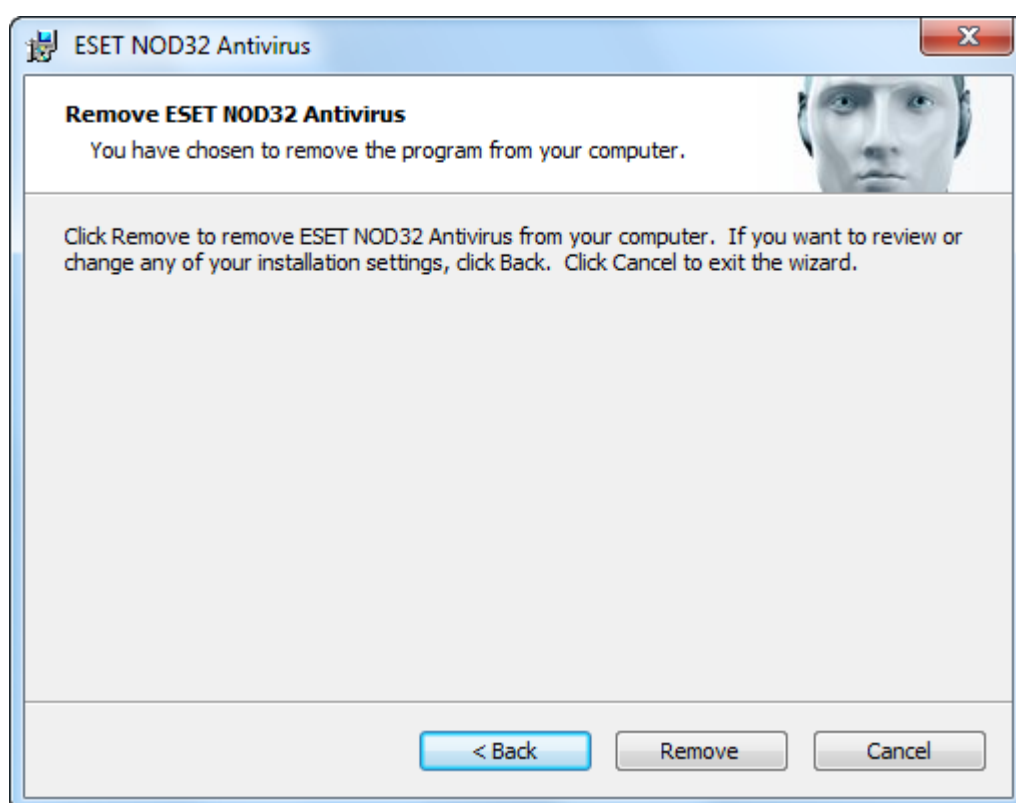 ESET NOD32 Antivirus
Remove ESET NOD32 Antivirus
You have chosen to remove the program from your computer.
Click Remove to remove ESET NOD32 Antivirus from your computer.  If you want to review or
change any of your installation settings, click Back.  Click Cancel to exit the wizard.
< Back
Remove
Cancel